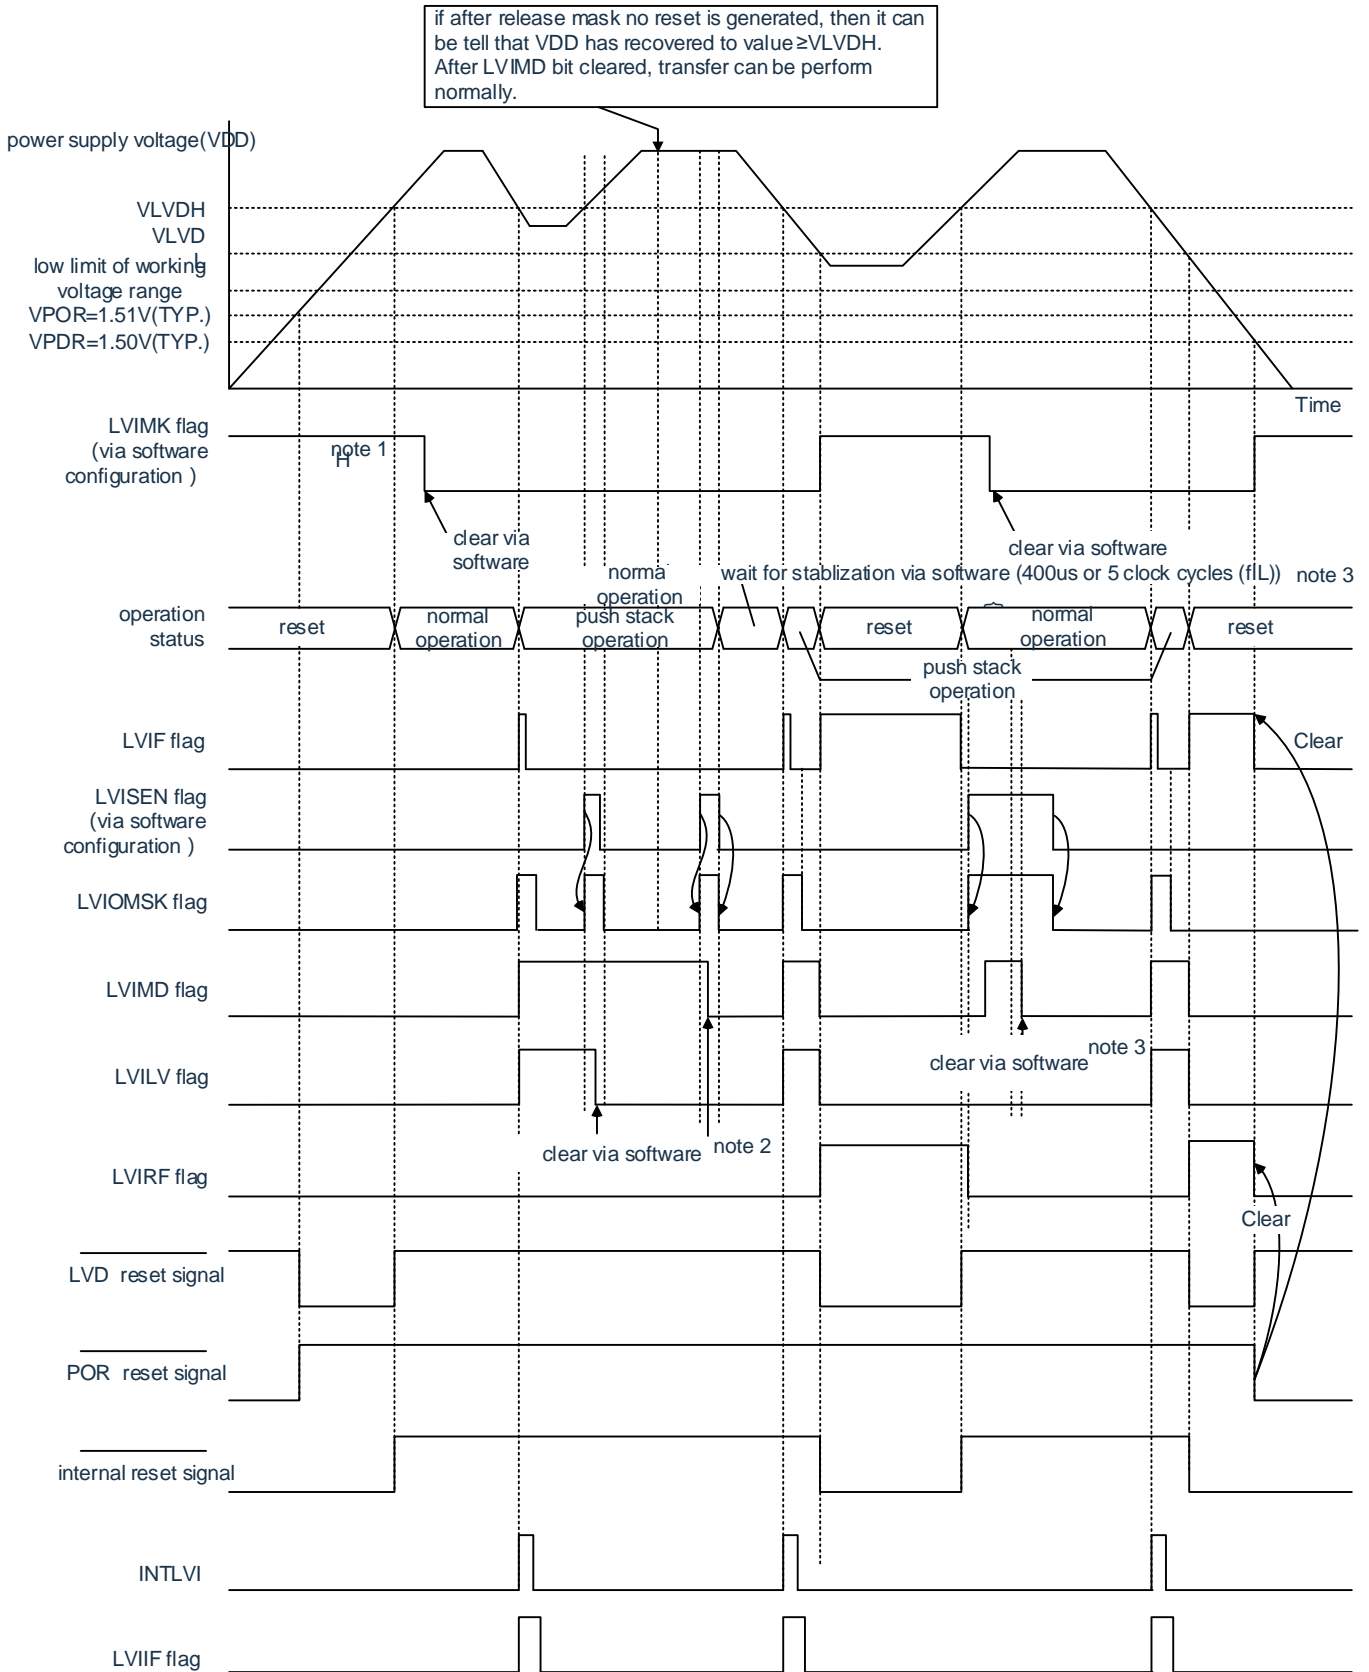 if after release mask no reset is generated, then it can
be tell that VDD has recovered to value≥VLVDH.
After LVIMD bit cleared, transfer can be perform
normally.
power supply voltage(VDD)
VLVDH
VLVD
L
low limit of working
voltage range
VPOR=1.51V(TYP.)
VPDR=1.50V(TYP.)
Time
LVIMK flag
(via software
configuration )
note 1
H
clear via
software
clear via software
norma
operation
wait for stablization via software (400us or 5 clock cycles (fIL))
note 3
operation
status
reset
normal
operation
push stack
operation
reset
normal
operation
reset
push stack
operation
LVIF flag
Clear
LVISEN flag
(via software
configuration )
LVIOMSK flag
LVIMD flag
clear via software
note 3
LVILV flag
clear via software
note 2
LVIRF flag
Clear
LVD reset signal
POR reset signal
internal reset signal
INTLVI
LVIIF flag